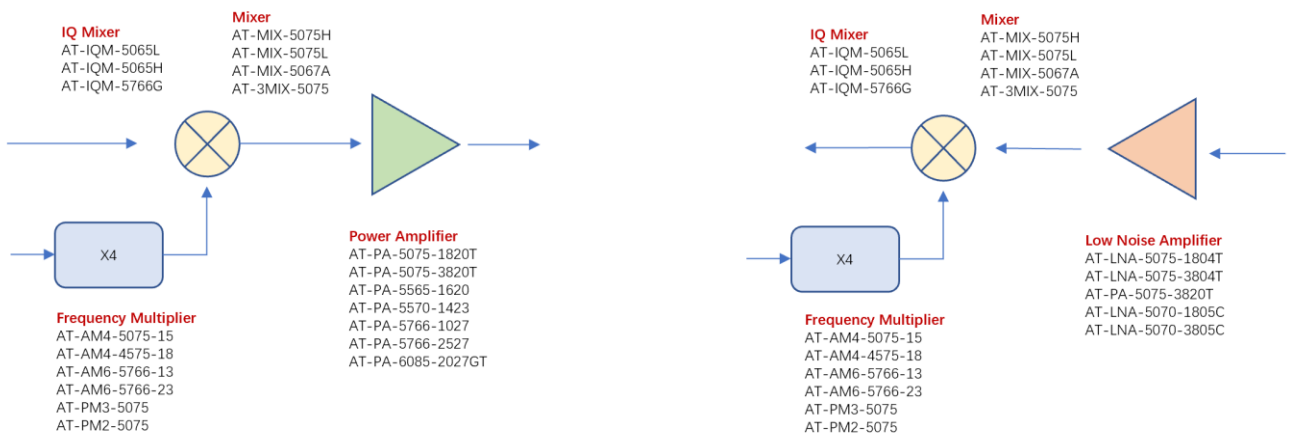 IQ Mixer
AT-IQM-5065L
AT-IQM-5065H
AT-IQM-5766G
Mixer
AT-MIX-5075H
AT-MIX-5075L
AT-MIX-5067A
AT-3MIX-5075
X4
Frequency Multiplier
AT-AM4-5075-15
AT-AM4-4575-18
AT-AM6-5766-13
AT-AM6-5766-23
AT-PM3-5075
AT-PM2-5075
Power Amplifier
AT-PA-5075-1820T
AT-PA-5075-3820T
AT-PA-5565-1620
AT-PA-5570-1423
AT-PA-5766-1027
AT-PA-5766-2527
AT-PA-6085-2027GT
IQ Mixer
AT-IQM-5065L
AT-IQM-5065H
AT-IQM-5766G
Mixer
AT-MIX-5075H
AT-MIX-5075L
AT-MIX-5067A
AT-3MIX-5075
X4
Frequency Multiplier
AT-AM4-5075-15
AT-AM4-4575-18
AT-AM6-5766-13
AT-AM6-5766-23
AT-PM3-5075
AT-PM2-5075
Low Noise Amplifier
AT-LNA-5075-1804T
AT-LNA-5075-3804T
AT-PA-5075-3820T
AT-LNA-5070-1805C
AT-LNA-5070-3805C